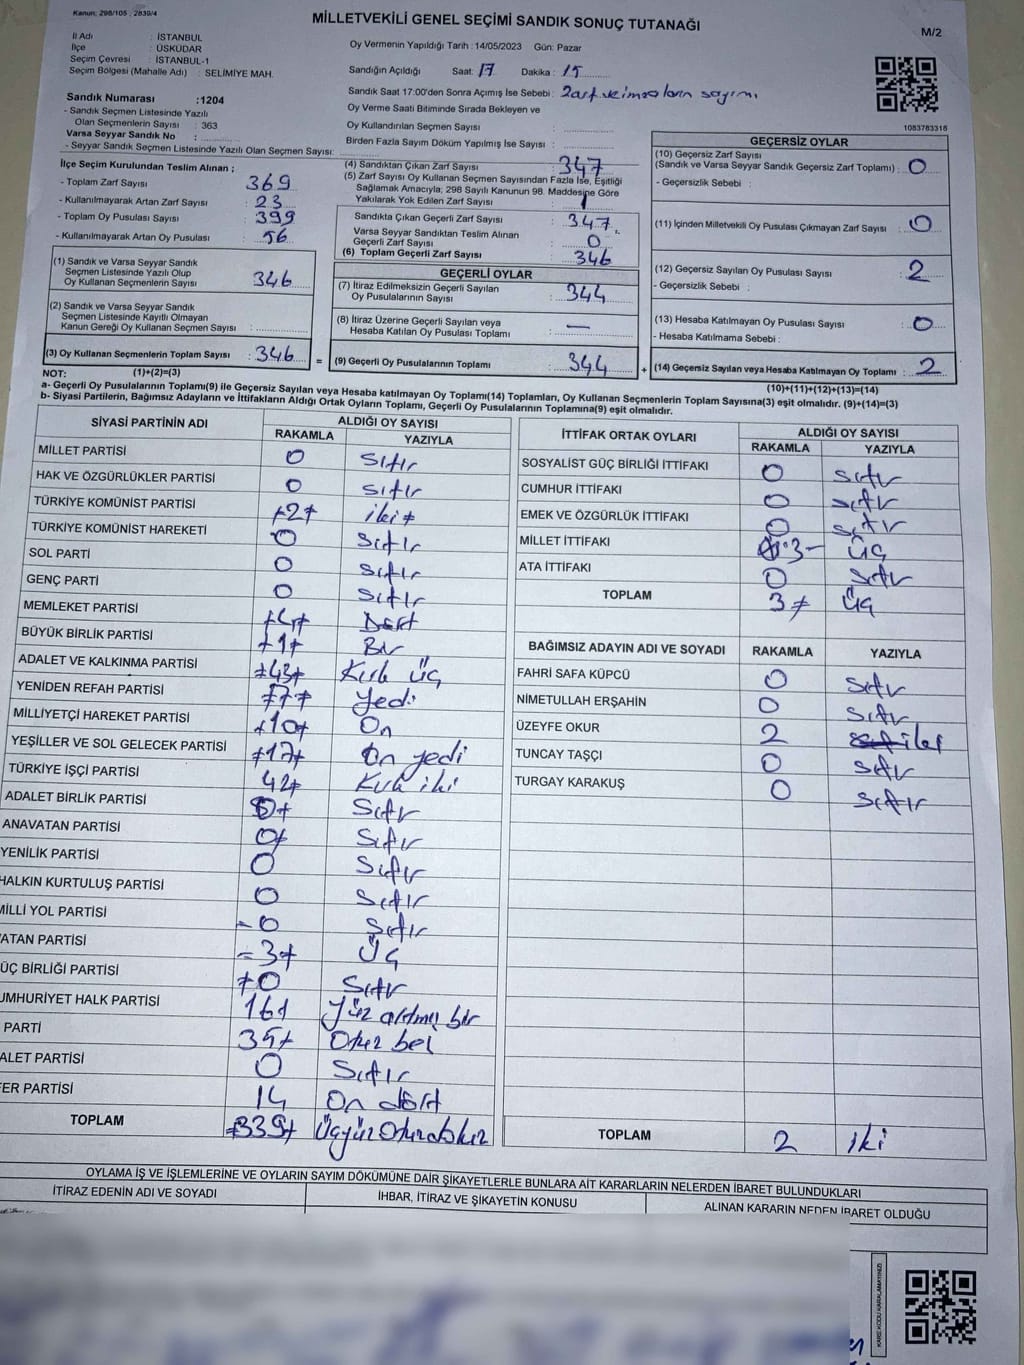 Kanun: 298/105, 2839/4
MİLLETVEKİLİ GENEL SEÇİMİ SANDIK SONUÇ TUTANAĞI
M/2
İl Adı : İSTANBUL
İlçe : ÜSKÜDAR
Seçim Çevresi : İSTANBUL-1
Seçim Bölgesi (Mahalle Adı) : SELİMİYE MAH.
Oy Vermenin Yapıldığı Tarih : 14/05/2023 Gün: Pazar
Sandığın Açıldığı Saat: 17 Dakika : 15
Sandık Saat 17:00'den Sonra Açımış İse Sebebi : Zarf ve imzaların sayımı
Oy Verme Saati Bitiminde Sırada Bekleyen ve
Oy Kullandırılan Seçmen Sayısı :
Birden Fazla Sayım Döküm Yapılmış İse Sayısı :
1083783318
Sandık Numarası :1204
- Sandık Seçmen Listesinde Yazılı
Olan Seçmenlerin Sayısı : 363
Varsa Seyyar Sandık No :
- Seyyar Sandık Seçmen Listesinde Yazılı Olan Seçmen Sayısı:
İlçe Seçim Kurulundan Teslim Alınan ;
- Toplam Zarf Sayısı : 369
- Kullanılmayarak Artan Zarf Sayısı : 23
- Toplam Oy Pusulası Sayısı : 399
- Kullanılmayarak Artan Oy Pusulası : 56
(4) Sandıktan Çıkan Zarf Sayısı : 347
(5) Zarf Sayısı Oy Kullanan Seçmen Sayısından Fazla İse, Eşitliği
Sağlamak Amacıyla; 298 Sayılı Kanunun 98. Maddesine Göre
Yakılarak Yok Edilen Zarf Sayısı : 1
Sandıkta Çıkan Geçerli Zarf Sayısı : 347
Varsa Seyyar Sandıktan Teslim Alınan
Geçerli Zarf Sayısı : 0
(6) Toplam Geçerli Zarf Sayısı : 346
GEÇERSİZ OYLAR
(10) Geçersiz Zarf Sayısı
(Sandık ve Varsa Seyyar Sandık Geçersiz Zarf Toplamı) : 0
- Geçersizlik Sebebi :
(11) İçinden Milletvekili Oy Pusulası Çıkmayan Zarf Sayısı : 0
(12) Geçersiz Sayılan Oy Pusulası Sayısı : 2
- Geçersizlik Sebebi :
(13) Hesaba Katılmayan Oy Pusulası Sayısı : 0
- Hesaba Katılmama Sebebi :
(14) Geçersiz Sayılan veya Hesaba Katılmayan Oy Toplamı : 2
(1) Sandık ve Varsa Seyyar Sandık
Seçmen Listesinde Yazılı Olup
Oy Kullanan Seçmenlerin Sayısı : 346
(2) Sandık ve Varsa Seyyar Sandık
Seçmen Listesinde Kayıtlı Olmayan
Kanun Gereği Oy Kullanan Seçmen Sayısı :
(3) Oy Kullanan Seçmenlerin Toplam Sayısı : 346 =
GEÇERLİ OYLAR
(7) İtiraz Edilmeksizin Geçerli Sayılan
Oy Pusulalarının Sayısı : 344
(8) İtiraz Üzerine Geçerli Sayılan veya
Hesaba Katılan Oy Pusulası Toplamı : —
(9) Geçerli Oy Pusulalarının Toplamı : 344 +
NOT: (1)+(2)=(3)
(10)+(11)+(12)+(13)=(14)
a- Geçerli Oy Pusulalarının Toplamı(9) ile Geçersiz Sayılan veya Hesaba katılmayan Oy Toplamı(14) Toplamları, Oy Kullanan Seçmenlerin Toplam Sayısına(3) eşit olmalıdır. (9)+(14)=(3)
b- Siyasi Partilerin, Bağımsız Adayların ve İttifakların Aldığı Ortak Oyların Toplamı, Geçerli Oy Pusulalarının Toplamına(9) eşit olmalıdır.
SİYASİ PARTİNİN ADI
ALDIĞI OY SAYISI
RAKAMLA YAZIYLA
MİLLET PARTİSİ 0 sıfır
HAK VE ÖZGÜRLÜKLER PARTİSİ 0 sıfır
TÜRKİYE KOMÜNİST PARTİSİ +2+ iki+
TÜRKİYE KOMÜNİST HAREKETİ 0 sıfır
SOL PARTİ 0 sıfır
GENÇ PARTİ 0 sıfır
MEMLEKET PARTİSİ +4+ Dört
BÜYÜK BİRLİK PARTİSİ +1+ Bir
ADALET VE KALKINMA PARTİSİ +43+ Kırk üç
YENİDEN REFAH PARTİSİ +7+ yedi
MİLLİYETÇİ HAREKET PARTİSİ +10+ On
YEŞİLLER VE SOL GELECEK PARTİSİ +17+ On yedi
TÜRKİYE İŞÇİ PARTİSİ 42+ Kırk iki
ADALET BİRLİK PARTİSİ 0+ Sıfır
ANAVATAN PARTİSİ 0+ Sıfır
YENİLİK PARTİSİ 0 Sıfır
HALKIN KURTULUŞ PARTİSİ 0 Sıfır
MİLLİ YOL PARTİSİ -0 Sıfır
ATAN PARTİSİ =3+ Üç
ÜÇ BİRLİĞİ PARTİSİ +0 Sıfır
UMHURİYET HALK PARTİSİ 161 Yüz altmış bir
PARTİ 35+ Otuz beş
ALET PARTİSİ 0 Sıfır
ER PARTİSİ 14 On dört
TOPLAM =339+ Üçyüz Otuzdokuz
İTTİFAK ORTAK OYLARI
ALDIĞI OY SAYISI
RAKAMLA YAZIYLA
SOSYALİST GÜÇ BİRLİĞİ İTTİFAKI 0 sıfır
CUMHUR İTTİFAKI 0 sıfır
EMEK VE ÖZGÜRLÜK İTTİFAKI 0 sıfır
MİLLET İTTİFAKI 3- üç
ATA İTTİFAKI 0 sıfır
TOPLAM 3+ üç
BAĞIMSIZ ADAYIN ADI VE SOYADI RAKAMLA YAZIYLA
FAHRİ SAFA KÜPCÜ 0 sıfır
NİMETULLAH ERŞAHİN 0 sıfır
ÜZEYFE OKUR 2 iki
TUNCAY TAŞÇI 0 sıfır
TURGAY KARAKUŞ 0 sıfır
TOPLAM 2 iki
OYLAMA İŞ VE İŞLEMLERİNE VE OYLARIN SAYIM DÖKÜMÜNE DAİR ŞİKAYETLERLE BUNLARA AİT KARARLARIN NELERDEN İBARET BULUNDUKLARI
İTİRAZ EDENİN ADI VE SOYADI
İHBAR, İTİRAZ VE ŞİKAYETİN KONUSU
ALINAN KARARIN NEDEN İBARET OLDUĞU
KAREKODU KARALAMAYINIZ!